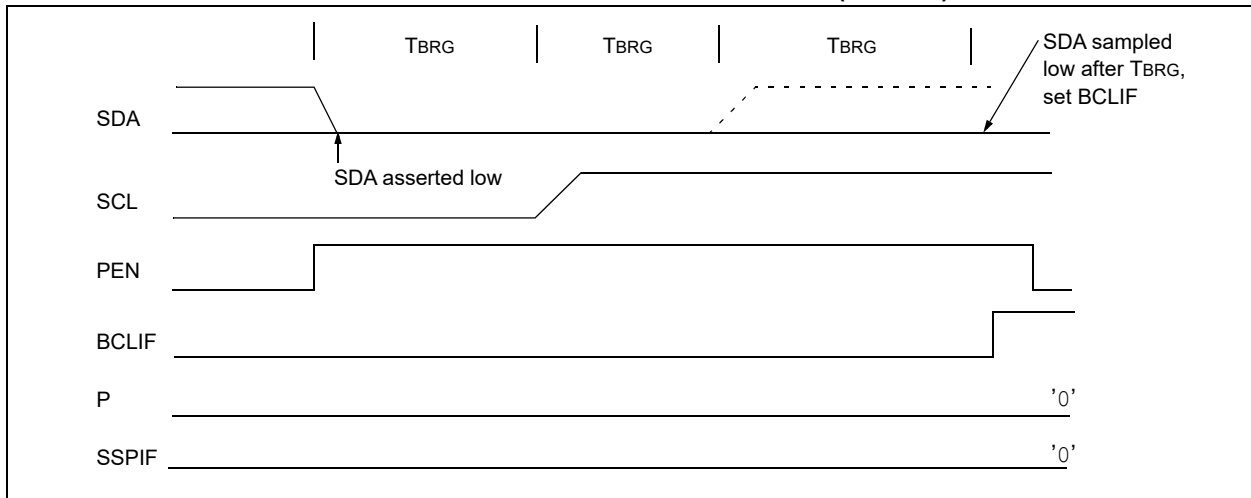 TBRG TBRG TBRG
SDA sampled
low after TBRG,
set BCLIF
SDA
SDA asserted low
SCL
PEN
BCLIF
P '0'
SSPIF '0'